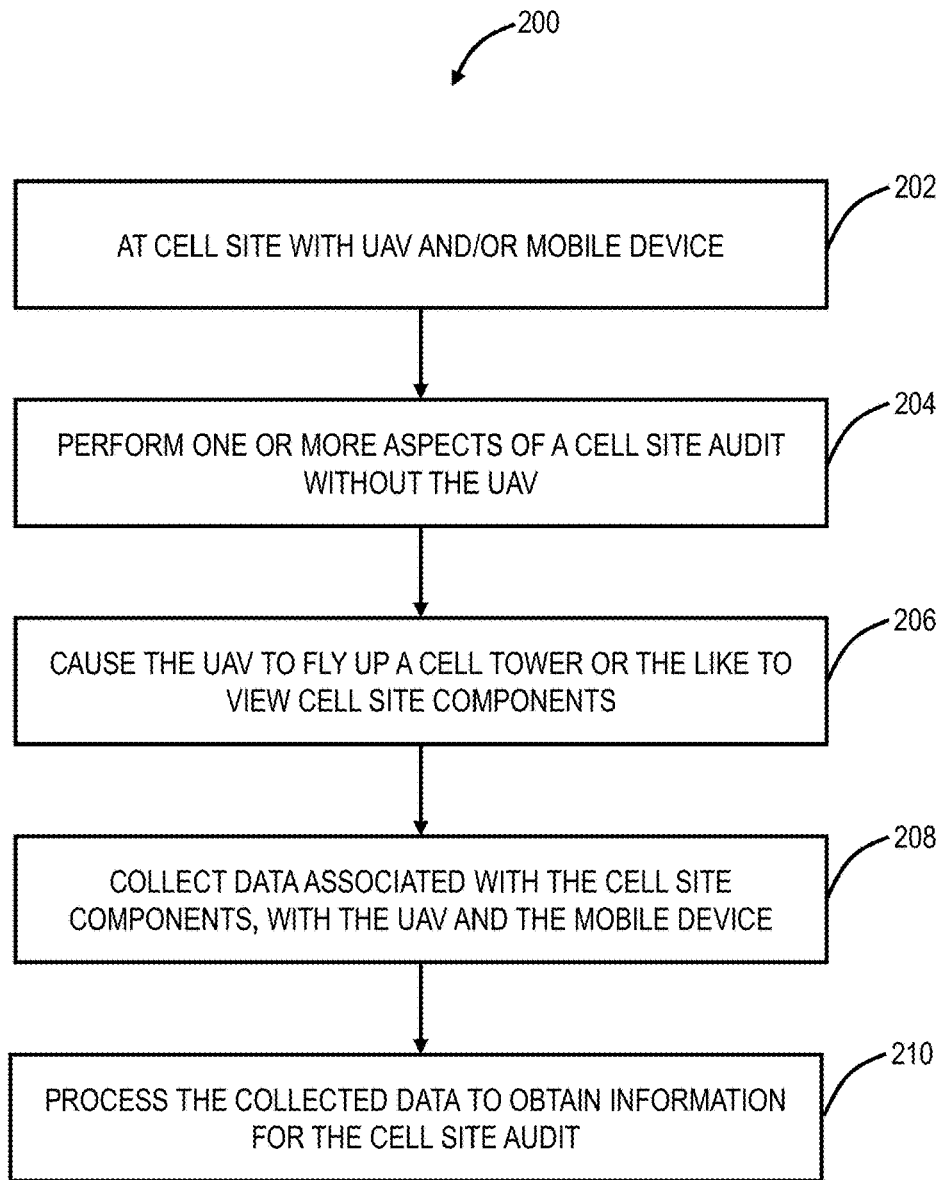 200
202
AT CELL SITE WITH UAV AND/OR MOBILE DEVICE
204
PERFORM ONE OR MORE ASPECTS OF A CELL SITE AUDIT
WITHOUT THE UAV
206
CAUSE THE UAV TO FLY UP A CELL TOWER OR THE LIKE TO
VIEW CELL SITE COMPONENTS
208
COLLECT DATA ASSOCIATED WITH THE CELL SITE
COMPONENTS, WITH THE UAV AND THE MOBILE DEVICE
210
PROCESS THE COLLECTED DATA TO OBTAIN INFORMATION
FOR THE CELL SITE AUDIT